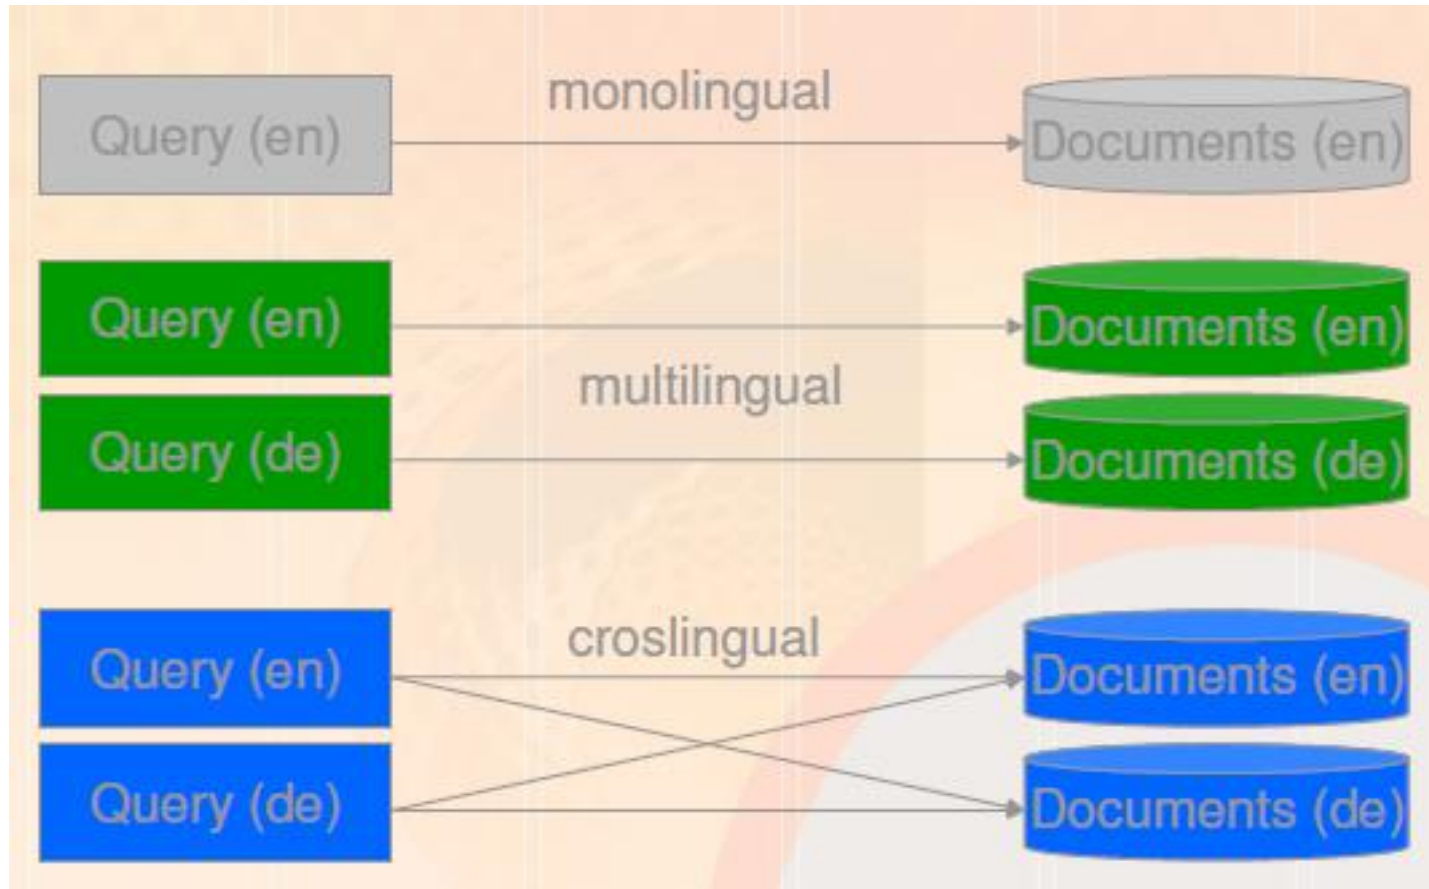 monolingual
Query (en) Documents (en)
Query (en) Documents (en)
multilingual
Query (de) Documents (de)
croslingual
Query (en) Documents (en)
Query (de) Documents (de)